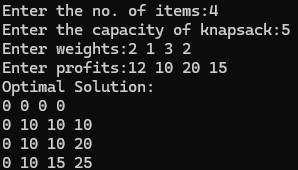 Enter the no. of items:4
Enter the capacity of knapsack:5
Enter weights:2 1 3 2
Enter profits:12 10 20 15
Optimal Solution:
0 0 0 0
0 10 10 10
0 10 10 20
0 10 15 25